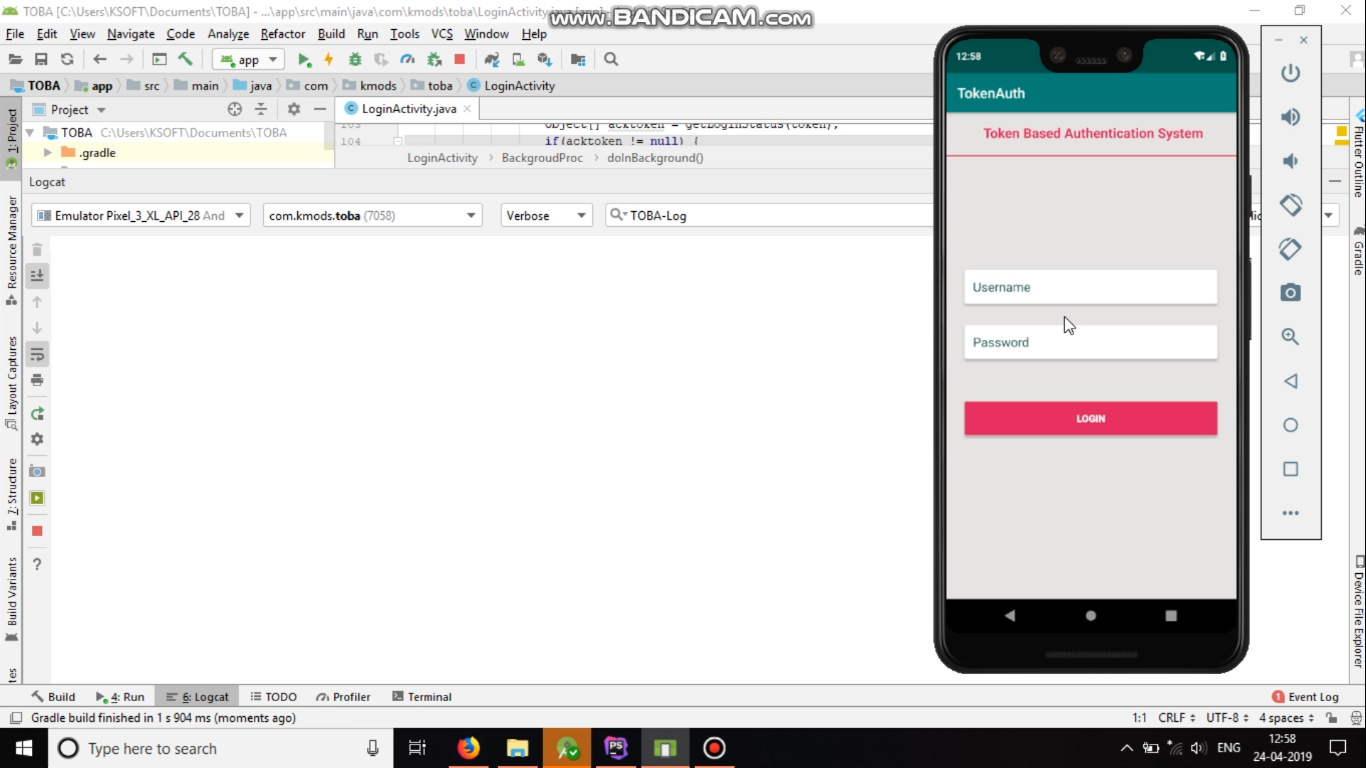 TOBA [C:\Users\KSOFT\Documents\TOBA] - ...\app\src\main\java\com\kmods\toba\LoginActivity.java [app]
www.BANDICAM.com
File Edit View Navigate Code Analyze Refactor Build Run Tools VCS Window Help
app
TOBA app src main java com kmods toba LoginActivity
1: Project
Resource Manager
Layout Captures
Z: Structure
Build Variants
Project
LoginActivity.java
TOBA C:\Users\KSOFT\Documents\TOBA
.gradle
103 Object[] acktoken = getLoginStatus(token);
104 if(acktoken != null) {
LoginActivity > BackgroudProc > doInBackground()
Logcat
Emulator Pixel_3_XL_API_28 And
com.kmods.toba (7058)
Verbose
TOBA-Log
12:58
TokenAuth
Token Based Authentication System
Username
Password
LOGIN
Flutter Outline
Gradle
Device File Explorer
Build 4: Run 6: Logcat TODO Profiler Terminal
1 Event Log
Gradle build finished in 1 s 904 ms (moments ago)
1:1 CRLF UTF-8 4 spaces
Type here to search
PS
ENG
12:58
24-04-2019